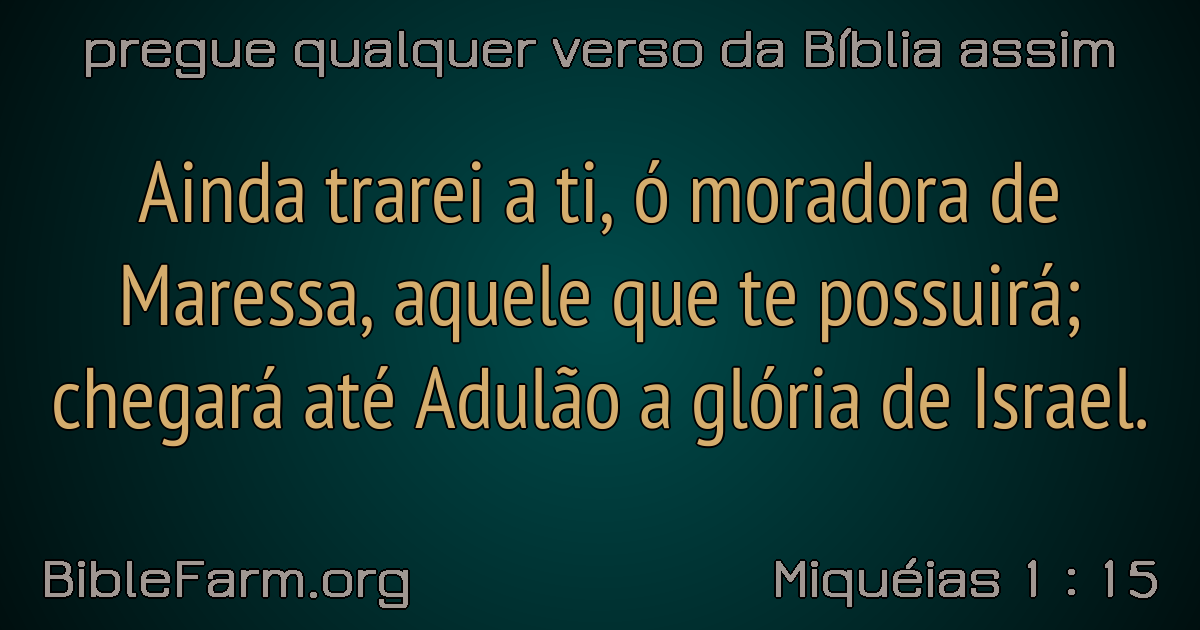 pregue qualquer verso da Bíblia assim
Ainda trarei a ti, ó moradora de
Maressa, aquele que te possuirá;
chegará até Adulão a glória de Israel.
BibleFarm.org
Miquéias 1 : 15